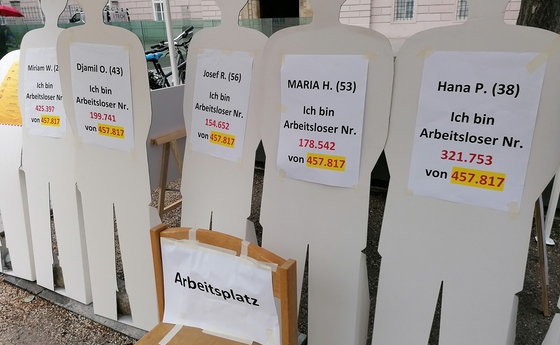 Miriam W. (2
Ich bin
Arbeitsloser Nr.
425.397
von 457.817
Djamil O. (43)
Ich bin
Arbeitsloser Nr.
199.741
von 457.817
Josef R. (56)
Ich bin
Arbeitsloser Nr.
154.652
von 457.817
MARIA H. (53)
Ich bin
Arbeitsloser Nr.
178.542
von 457.817
Hana P. (38)
Ich bin
Arbeitsloser Nr.
321.753
von 457.817
Arbeitsplatz